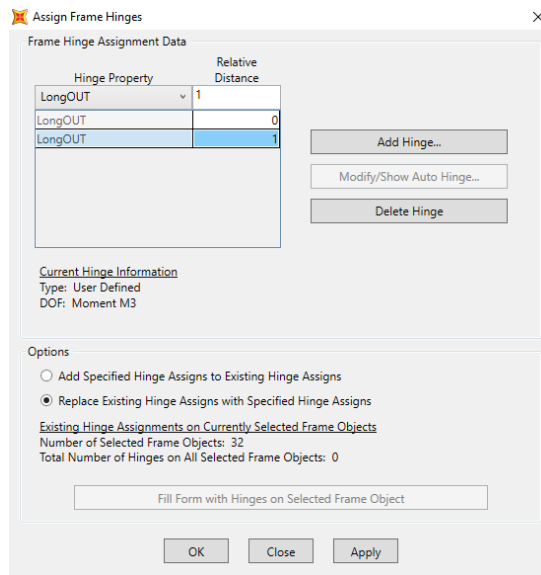 Assign Frame Hinges
Frame Hinge Assignment Data
Hinge Property
Relative
Distance
LongOUT 1
LongOUT 0
LongOUT 1
Add Hinge...
Modify/Show Auto Hinge...
Delete Hinge
Current Hinge Information
Type: User Defined
DOF: Moment M3
Options
Add Specified Hinge Assigns to Existing Hinge Assigns
Replace Existing Hinge Assigns with Specified Hinge Assigns
Existing Hinge Assignments on Currently Selected Frame Objects
Number of Selected Frame Objects: 32
Total Number of Hinges on All Selected Frame Objects: 0
Fill Form with Hinges on Selected Frame Object
OK Close Apply